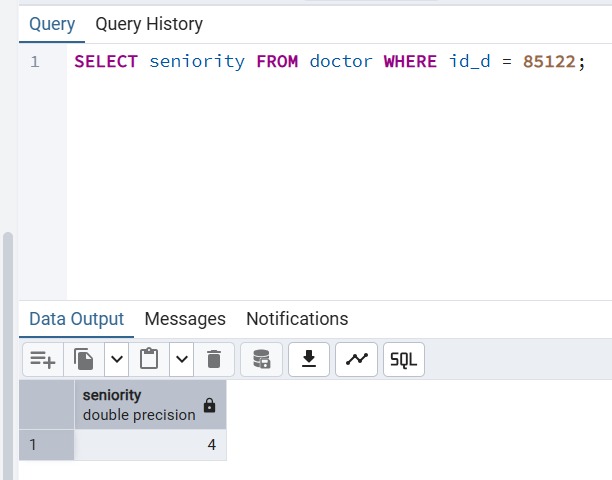 Query Query History
1 SELECT seniority FROM doctor WHERE id_d = 85122;
Data Output Messages Notifications
SQL
seniority
double precision
1 4